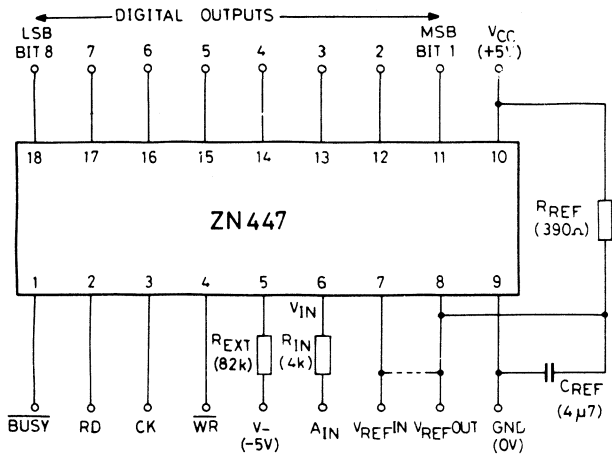 DIGITAL OUTPUTS
LSB MSB VCC
BIT 8 7 6 5 4 3 2 BIT 1 (+5V)
18 17 16 15 14 13 12 11 10
RREF
(390Ω)
ZN447
1 2 3 4 5 6 7 8 9
VIN
REXT RIN
(82k) (4k)
CREF
(4µ7)
BUSY RD CK WR V- AIN VREFIN VREFOUT GND
(-5V) (0V)